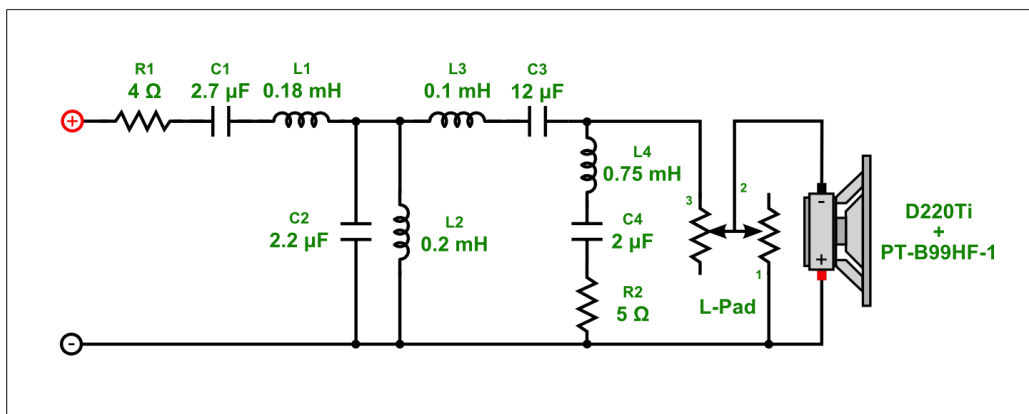 R1
4 Ω
C1
2.7 µF
L1
0.18 mH
L3
0.1 mH
C3
12 µF
+
L4
0.75 mH
C2
2.2 µF
L2
0.2 mH
C4
2 µF
R2
5 Ω
3
2
1
L-Pad
-
+
D220Ti
+
PT-B99HF-1
-